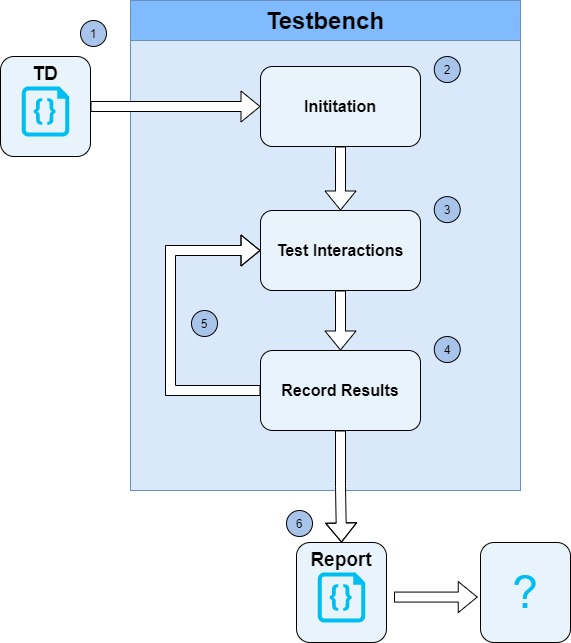 Testbench
1
TD
{}
2
Inititation
3
Test Interactions
5
4
Record Results
6
Report
{}
?